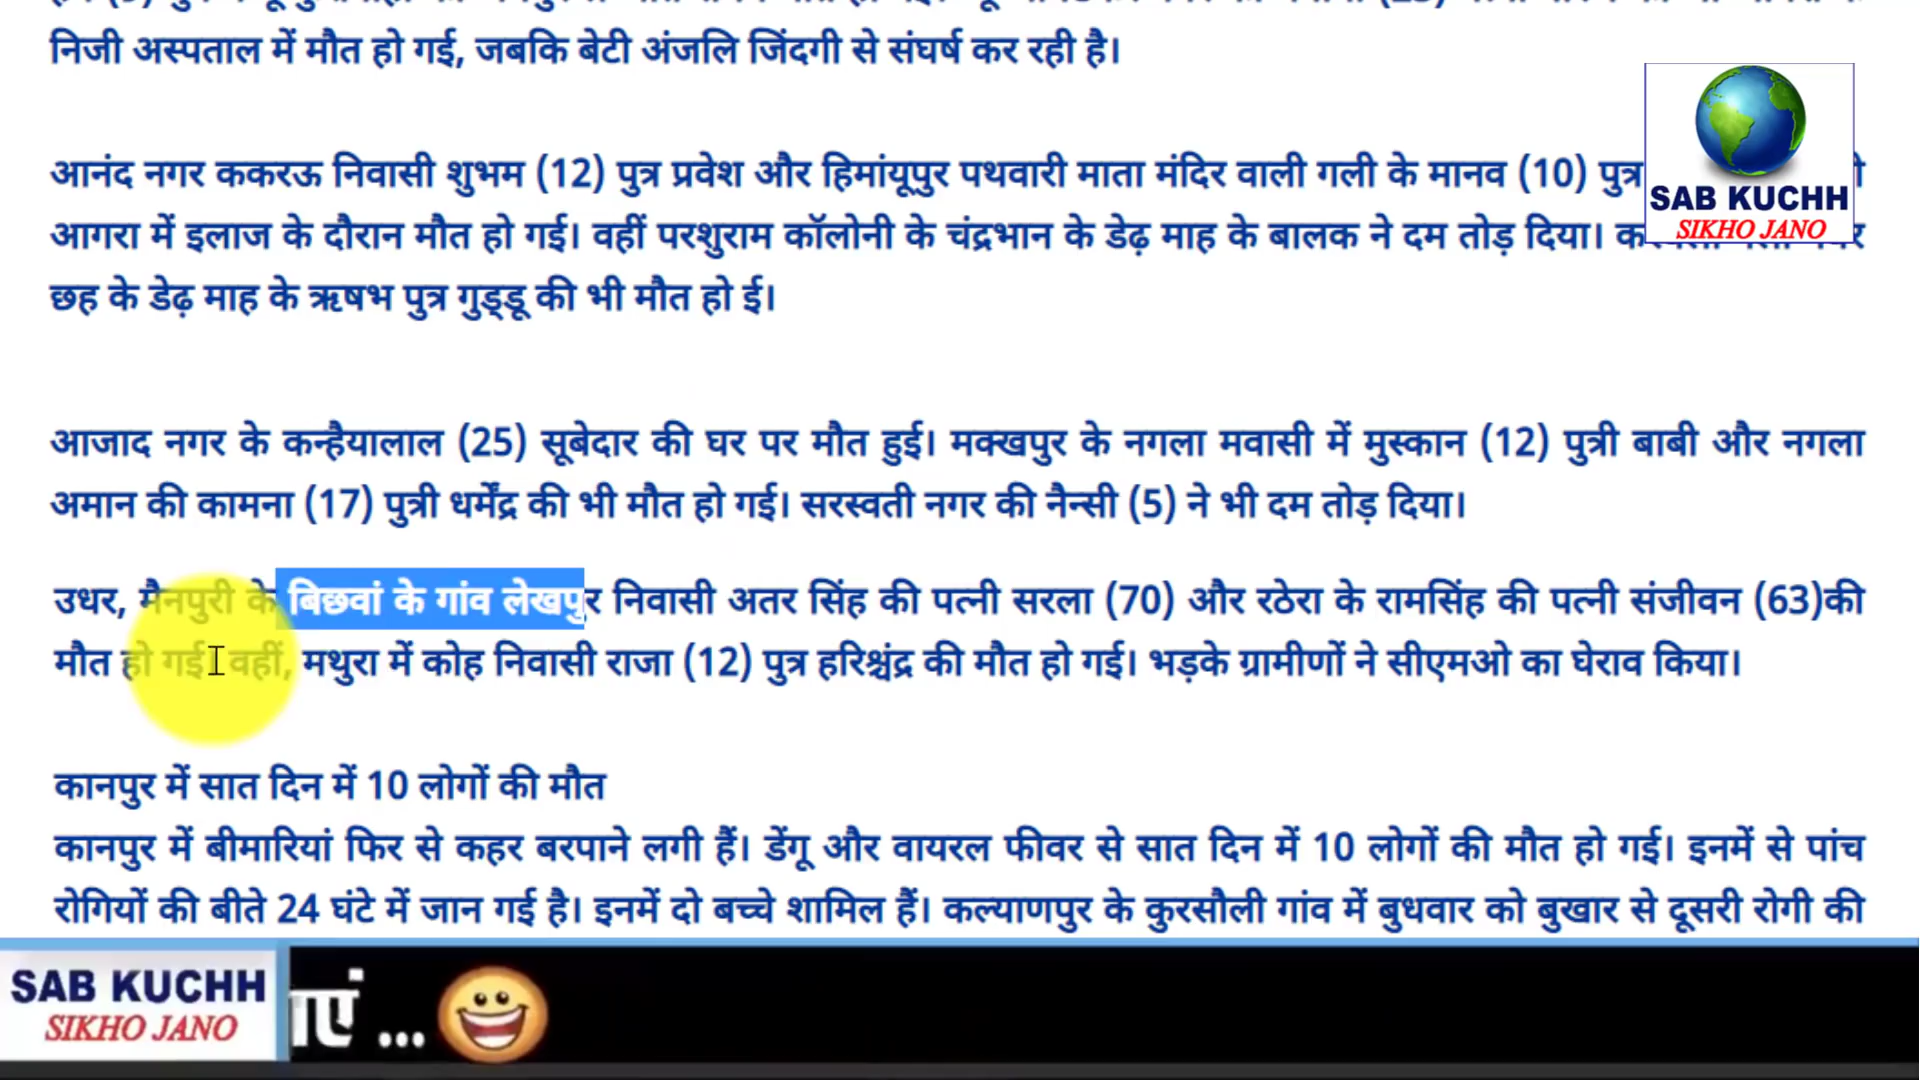 निजी अस्पताल में मौत हो गई, जबकि बेटी अंजलि जिंदगी से संघर्ष कर रही है।
आनंद नगर ककरऊ निवासी शुभम (12) पुत्र प्रवेश और हिमांयूपुर पथवारी माता मंदिर वाली गली के मानव (10) पुत्र
SAB KUCHH
SIKHO JANO
आगरा में इलाज के दौरान मौत हो गई। वहीं परशुराम कॉलोनी के चंद्रभान के डेढ़ माह के बालक ने दम तोड़ दिया।
छह के डेढ़ माह के ऋषभ पुत्र गुड्डू की भी मौत हो ई।
आजाद नगर के कन्हैयालाल (25) सूबेदार की घर पर मौत हुई। मक्खपुर के नगला मवासी में मुस्कान (12) पुत्री बाबी और नगला
अमान की कामना (17) पुत्री धर्मेंद्र की भी मौत हो गई। सरस्वती नगर की नैन्सी (5) ने भी दम तोड़ दिया।
उधर, मैनपुरी के बिछवां के गांव लेखपुर निवासी अतर सिंह की पत्नी सरला (70) और रठेरा के रामसिंह की पत्नी संजीवन (63)की
मौत हो गई। वहीं, मथुरा में कोह निवासी राजा (12) पुत्र हरिश्चंद्र की मौत हो गई। भड़के ग्रामीणों ने सीएमओ का घेराव किया।
कानपुर में सात दिन में 10 लोगों की मौत
कानपुर में बीमारियां फिर से कहर बरपाने लगी हैं। डेंगू और वायरल फीवर से सात दिन में 10 लोगों की मौत हो गई। इनमें से पांच
रोगियों की बीते 24 घंटे में जान गई है। इनमें दो बच्चे शामिल हैं। कल्याणपुर के कुरसौली गांव में बुधवार को बुखार से दूसरी रोगी की
SAB KUCHH
SIKHO JANO
...